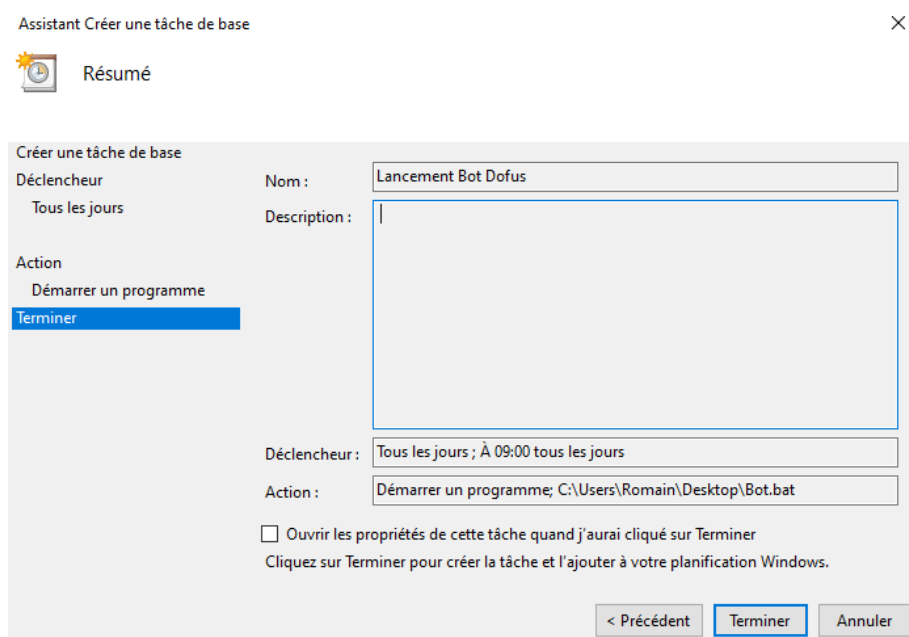 Assistant Créer une tâche de base
Résumé
Créer une tâche de base
Déclencheur
Tous les jours
Action
Démarrer un programme
Terminer
Nom :
Lancement Bot Dofus
Description :
Déclencheur :
Tous les jours ; À 09:00 tous les jours
Action :
Démarrer un programme; C:\Users\Romain\Desktop\Bot.bat
Ouvrir les propriétés de cette tâche quand j'aurai cliqué sur Terminer
Cliquez sur Terminer pour créer la tâche et l'ajouter à votre planification Windows.
< Précédent
Terminer
Annuler